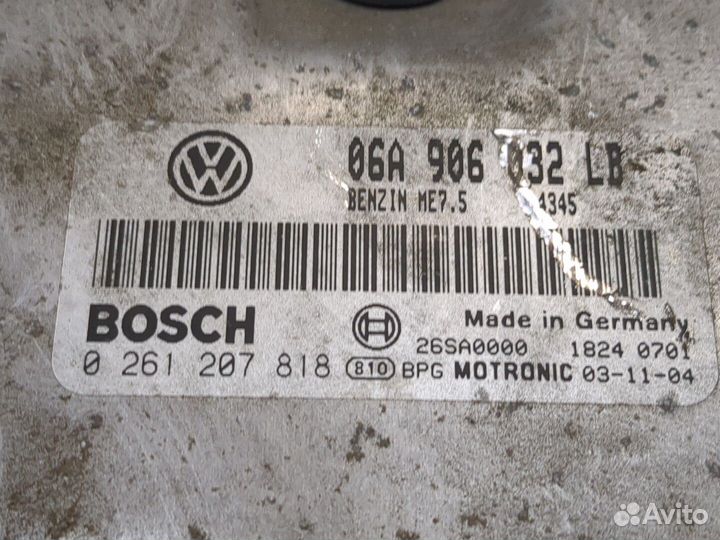 06A 906 032 LB
BENZIN ME7.5 4345
BOSCH
Made in Germany
26SA0000 1824 0701
0 261 207 818 810 BPG MOTRONIC 03-11-04
Avito